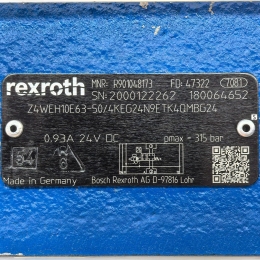 rexroth MNR: R901048173 FD: 47322 7081
SN: 2000122262 180064652
Z4WEH10E63-50/4KEG24N9ETK4QMBG24
0.93A 24V-DC pmax - 315 bar
Made in Germany Bosch Rexroth AG D-97816 Lohr